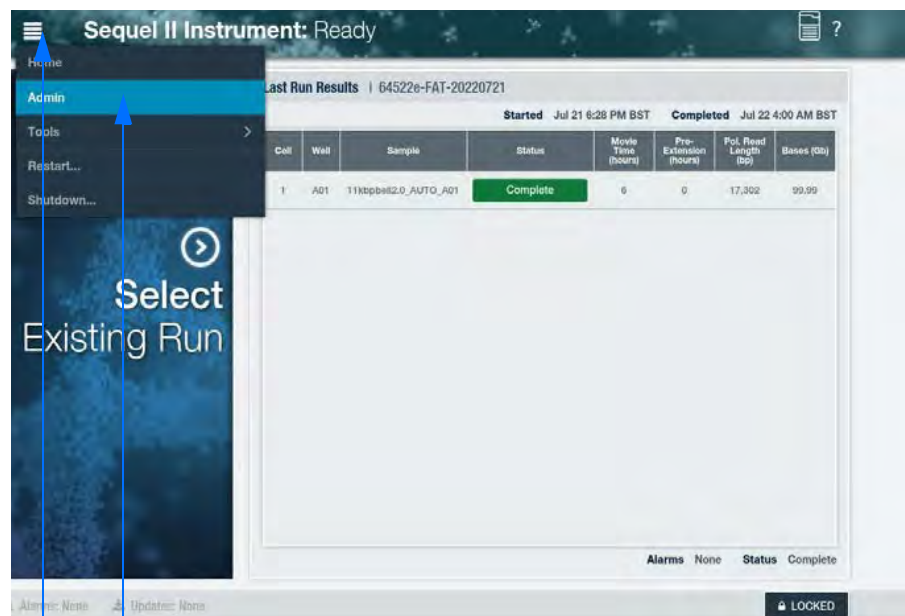 Sequel II Instrument: Ready ?
Home
Admin
Tools >
Restart...
Shutdown...
Last Run Results | 64522e-FAT-20220721
Started Jul 21 6:28 PM BST Completed Jul 22 4:00 AM BST
Cell Well Sample Status Movie Time (hours) Pre-Extension (hours) Pol. Read Length (bp) Bases (Gb)
1 A01 11kbpbell2.0_AUTO_A01 Complete 6 0 17,302 99.99
Select
Existing Run
Alarms None Status Complete
Alarms: None Updates: None
LOCKED